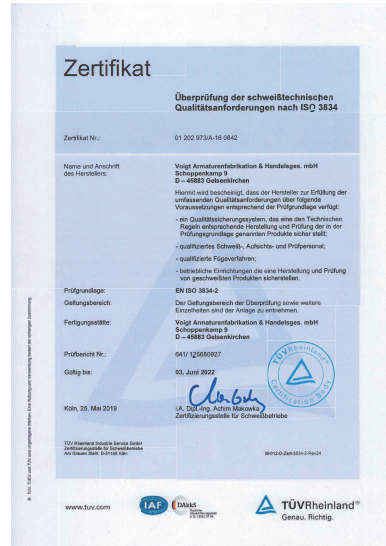 Zertifikat
Überprüfung der schweißtechnischen
Qualitätsanforderungen nach ISO 3834
Zertifikat Nr.:
01 202 973/A-16 0842
Name und Anschrift
des Herstellers:
Voigt Armaturenfabrikation & Handelsges. mbH
Schoppenkamp 9
D – 45883 Gelsenkirchen
Hiermit wird bescheinigt, dass der Hersteller zur Erfüllung der
umfassenden Qualitätsanforderungen über folgende
Voraussetzungen entsprechend der Prüfgrundlage verfügt:
- ein Qualitätssicherungssystem, das eine den Technischen
Regeln entsprechende Herstellung und Prüfung der in der
Prüfungsgrundlage genannten Produkte sicher stellt;
- qualifiziertes Schweiß-, Aufsichts- und Prüfpersonal;
- qualifizierte Fügeverfahren;
- betriebliche Einrichtungen die eine Herstellung und Prüfung
von geschweißten Produkten sicherstellen.
Prüfgrundlage:
EN ISO 3834-2
Geltungsbereich:
Der Geltungsbereich der Überprüfung sowie weitere
Einzelheiten sind der Anlage zu entnehmen.
Fertigungsstätte:
Voigt Armaturenfabrikation & Handelsges. mbH
Schoppenkamp 9
D – 45883 Gelsenkirchen
Prüfbericht Nr.:
641/ 125680927
Gültig bis:
03. Juni 2022
TÜVRheinland
Certification Body
Köln, 25. Mai 2019
i.A. Dipl.-Ing. Achim Makowka
Zertifizierungsstelle für Schweißbetriebe
TÜV Rheinland Industrie Service GmbH
Zertifizierungsstelle für Schweißbetriebe
Am Grauen Stein, D-51105 Köln
www.tuv.com
IAF
DAkkS
TÜVRheinland®
Genau. Richtig.